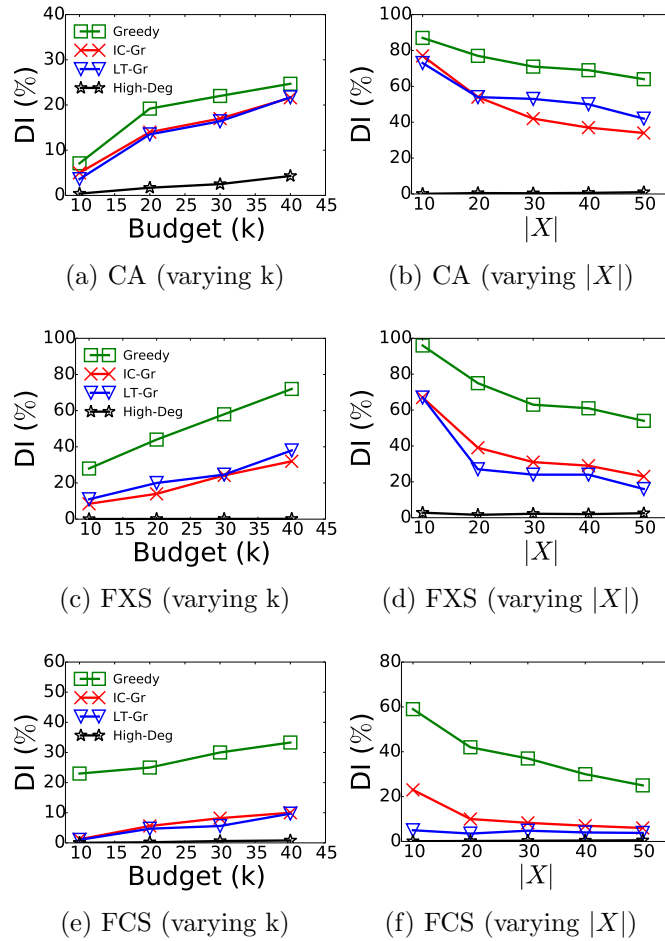 40
30
20
10
0
DI (%)
Greedy
IC-Gr
LT-Gr
High-Deg
10 15 20 25 30 35 40 45
Budget (k)
(a) CA (varying k)
100
80
60
40
20
0
DI (%)
10 20 30 40 50
|X|
(b) CA (varying |X|)
100
80
60
40
20
0
DI (%)
Greedy
IC-Gr
LT-Gr
High-Deg
10 15 20 25 30 35 40 45
Budget (k)
(c) FXS (varying k)
100
80
60
40
20
0
DI (%)
10 20 30 40 50
|X|
(d) FXS (varying |X|)
60
50
40
30
20
10
0
DI (%)
Greedy
IC-Gr
LT-Gr
High-Deg
10 15 20 25 30 35 40 45
Budget (k)
(e) FCS (varying k)
80
60
40
20
0
DI (%)
10 20 30 40 50
|X|
(f) FCS (varying |X|)